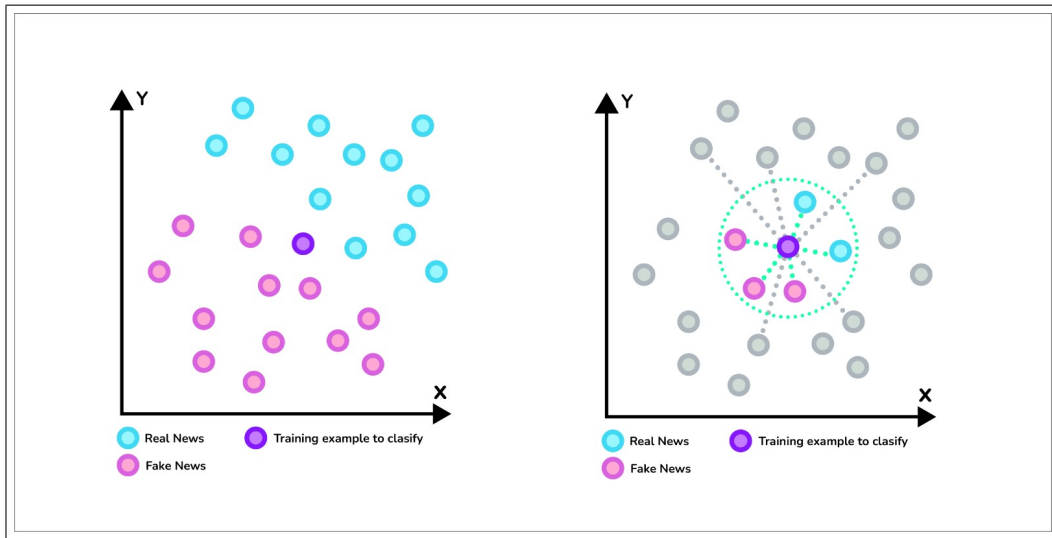 Y
X
Real News
Training example to clasify
Fake News
Y
X
Real News
Training example to clasify
Fake News